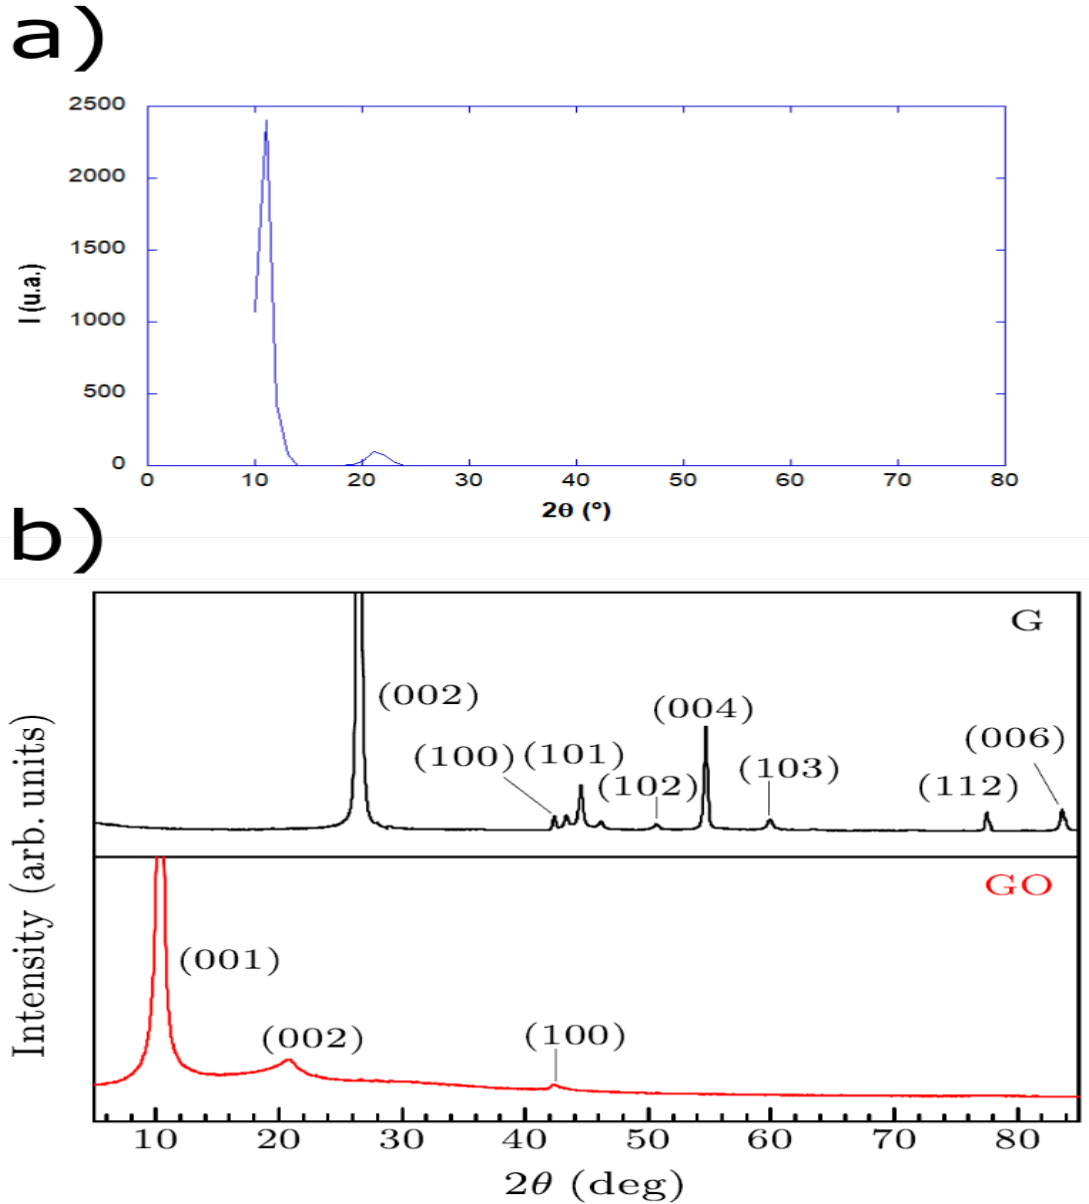 a)
2500
2000
1500
1000
500
0
I (u.a.)
0 10 20 30 40 50 60 70 80
2θ (°)
b)
G
(002)
(004)
(006)
(100) (101)
(102)
(103)
(112)
GO
(001)
(002)
(100)
Intensity (arb. units)
10 20 30 40 50 60 70 80
2θ (deg)